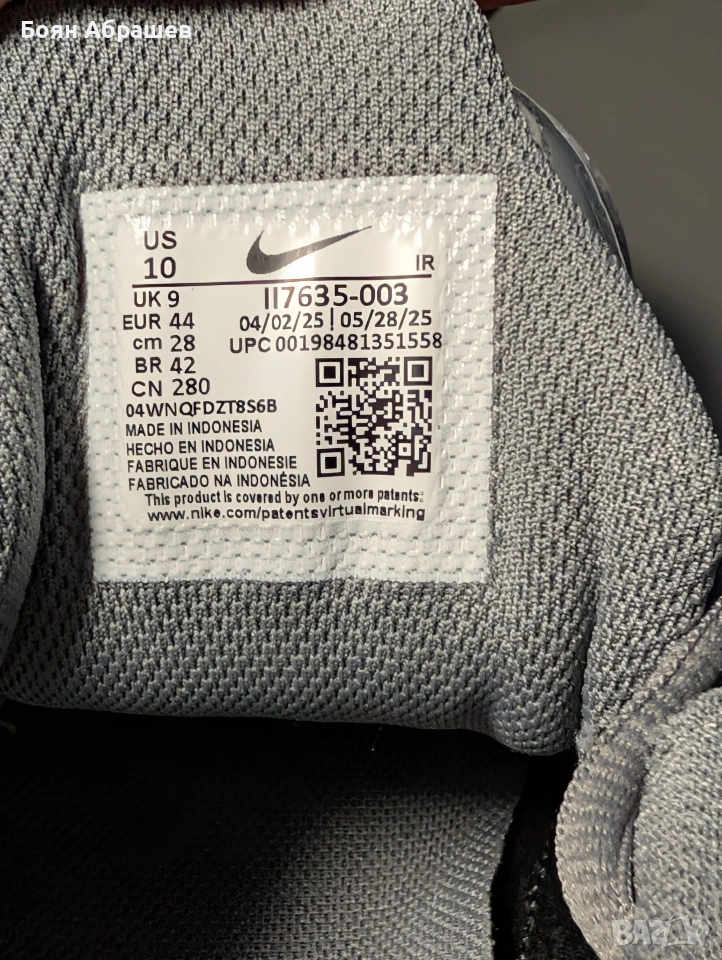 Боян Абрашев
US
10
IR
UK 9
II7635-003
EUR 44
04/02/25 | 05/28/25
cm 28
UPC 00198481351558
BR 42
CN 280
04WNQFDZT8S6B
MADE IN INDONESIA
HECHO EN INDONESIA
FABRIQUE EN INDONESIE
FABRICADO NA INDONÉSIA
This product is covered by one or more patents:
www.nike.com/patentsvirtualmarking
BAZAR